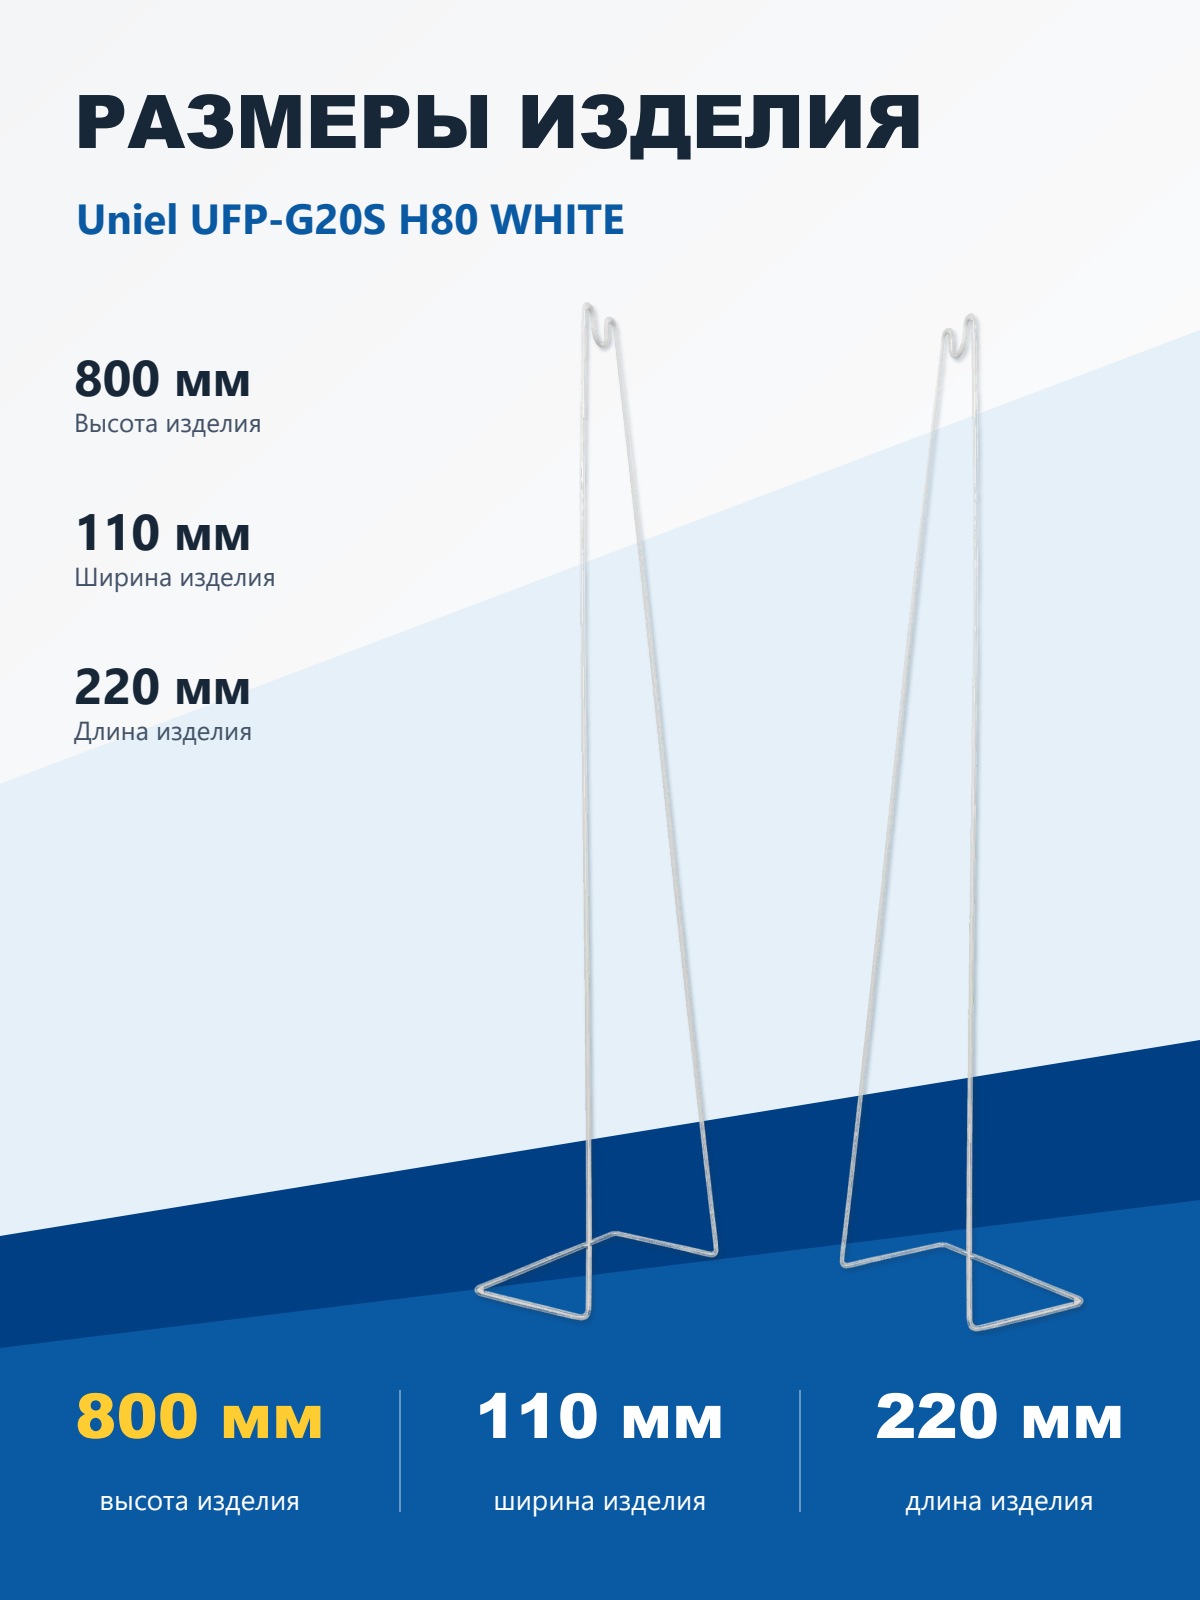 РАЗМЕРЫ ИЗДЕЛИЯ
Uniel UFP-G20S H80 WHITE
800 мм
Высота изделия
110 мм
Ширина изделия
220 мм
Длина изделия
800 мм
высота изделия
110 мм
ширина изделия
220 мм
длина изделия